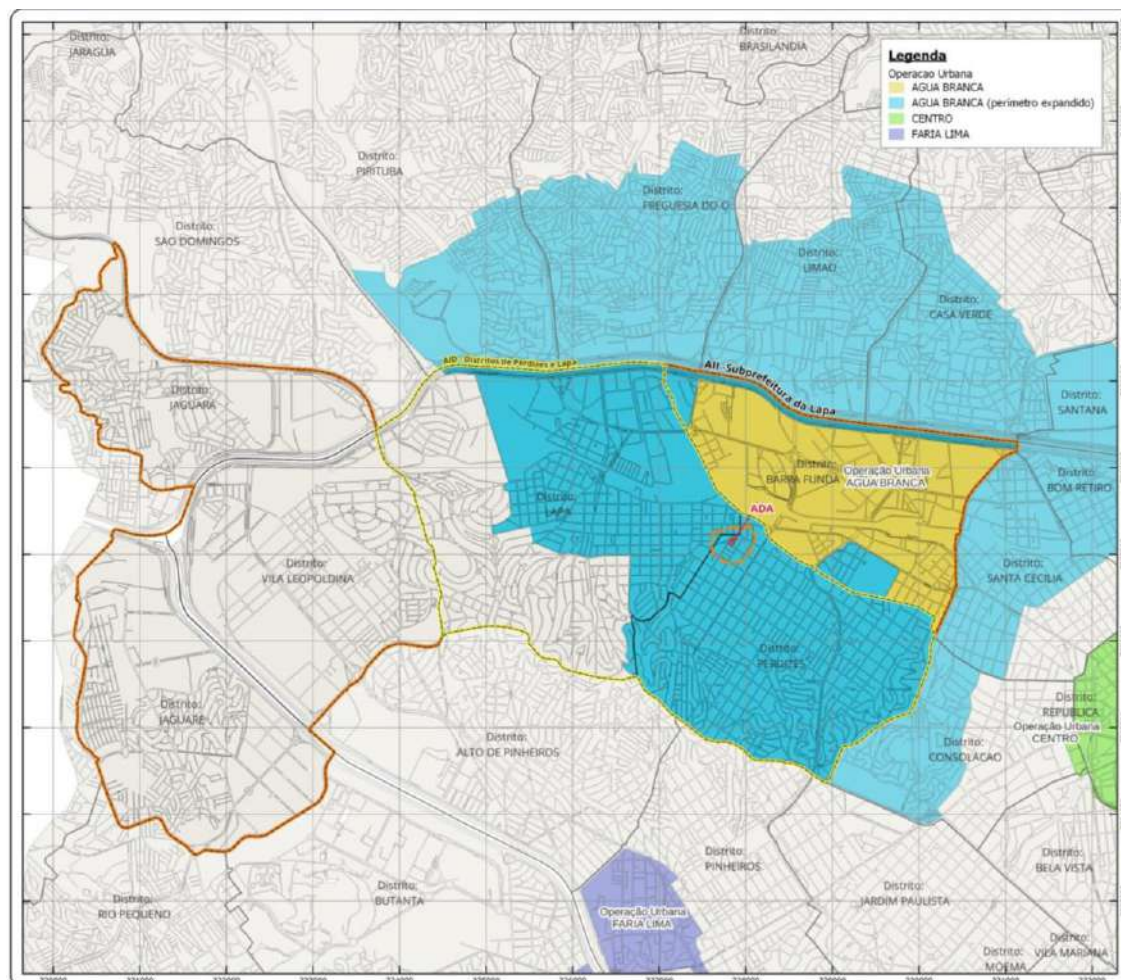 Distrito:
JARAGUA
Distrito:
BRASILANDIA
Legenda
Operacao Urbana
AGUA BRANCA
AGUA BRANCA (perimetro expandido)
CENTRO
FARIA LIMA
Distrito:
PIRITUBA
Distrito:
FREGUESIA DO O
Distrito:
SAO DOMINGOS
Distrito:
LIMAO
Distrito:
CASA VERDE
AID - Distritos de Perdizes e Lapa
AII - Subprefeitura da Lapa
Distrito:
JAGUARA
Distrito:
SANTANA
Distrito:
BARRA FUNDA
Operação Urbana
AGUA BRANCA
Distrito:
BOM RETIRO
Distrito:
LAPA
ADA
Distrito:
VILA LEOPOLDINA
Distrito:
SANTA CECILIA
Distrito:
PERDIZES
Distrito:
REPUBLICA
Operação Urbana
CENTRO
Distrito:
JAGUARE
Distrito:
ALTO DE PINHEIROS
Distrito:
CONSOLACAO
Distrito:
PINHEIROS
Distrito:
BELA VISTA
Distrito:
RIO PEQUENO
Distrito:
BUTANTA
Distrito:
JARDIM PAULISTA
Operação Urbana
FARIA LIMA
Distrito:
VILA MARIANA
Distrito:
MOEMA